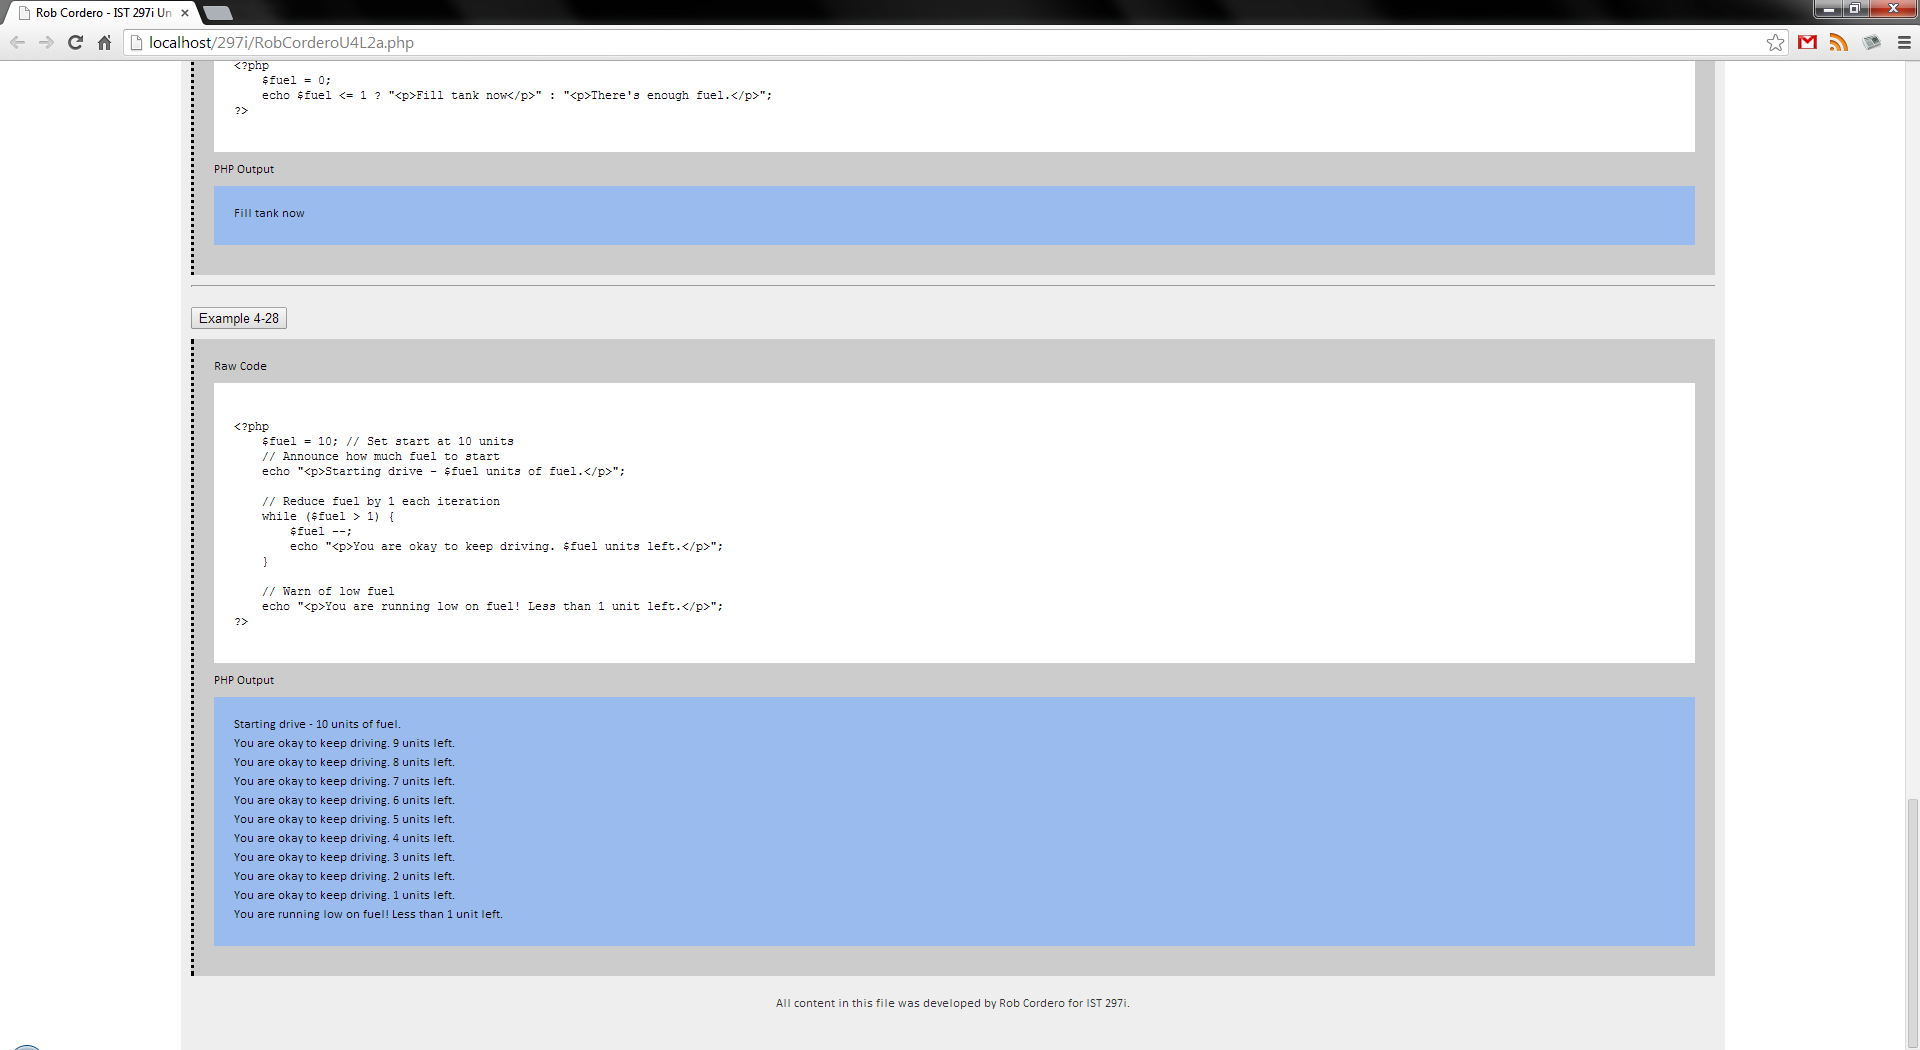 Rob Cordero - IST 297i Un
localhost/297i/RobCorderoU4L2a.php
<?php
    $fuel = 0;
    echo $fuel <= 1 ? "<p>Fill tank now</p>" : "<p>There's enough fuel.</p>";
?>
PHP Output
Fill tank now
Example 4-28
Raw Code
<?php
    $fuel = 10; // Set start at 10 units
    // Announce how much fuel to start
    echo "<p>Starting drive - $fuel units of fuel.</p>";
    // Reduce fuel by 1 each iteration
    while ($fuel > 1) {
        $fuel --;
        echo "<p>You are okay to keep driving. $fuel units left.</p>";
    }
    // Warn of low fuel
    echo "<p>You are running low on fuel! Less than 1 unit left.</p>";
?>
PHP Output
Starting drive - 10 units of fuel.
You are okay to keep driving. 9 units left.
You are okay to keep driving. 8 units left.
You are okay to keep driving. 7 units left.
You are okay to keep driving. 6 units left.
You are okay to keep driving. 5 units left.
You are okay to keep driving. 4 units left.
You are okay to keep driving. 3 units left.
You are okay to keep driving. 2 units left.
You are okay to keep driving. 1 units left.
You are running low on fuel! Less than 1 unit left.
All content in this file was developed by Rob Cordero for IST 297i.